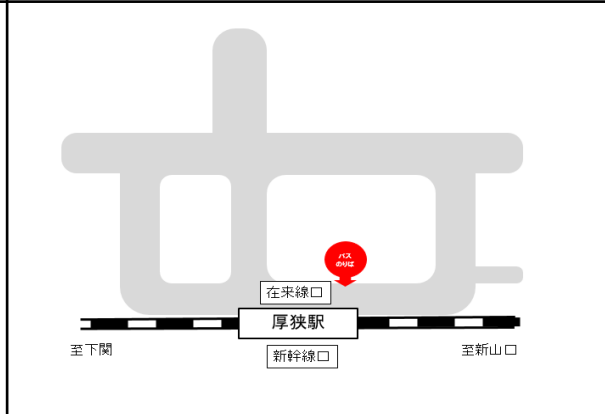 バス
のりば
在来線口
厚狭駅
至下関
新幹線口
至新山口